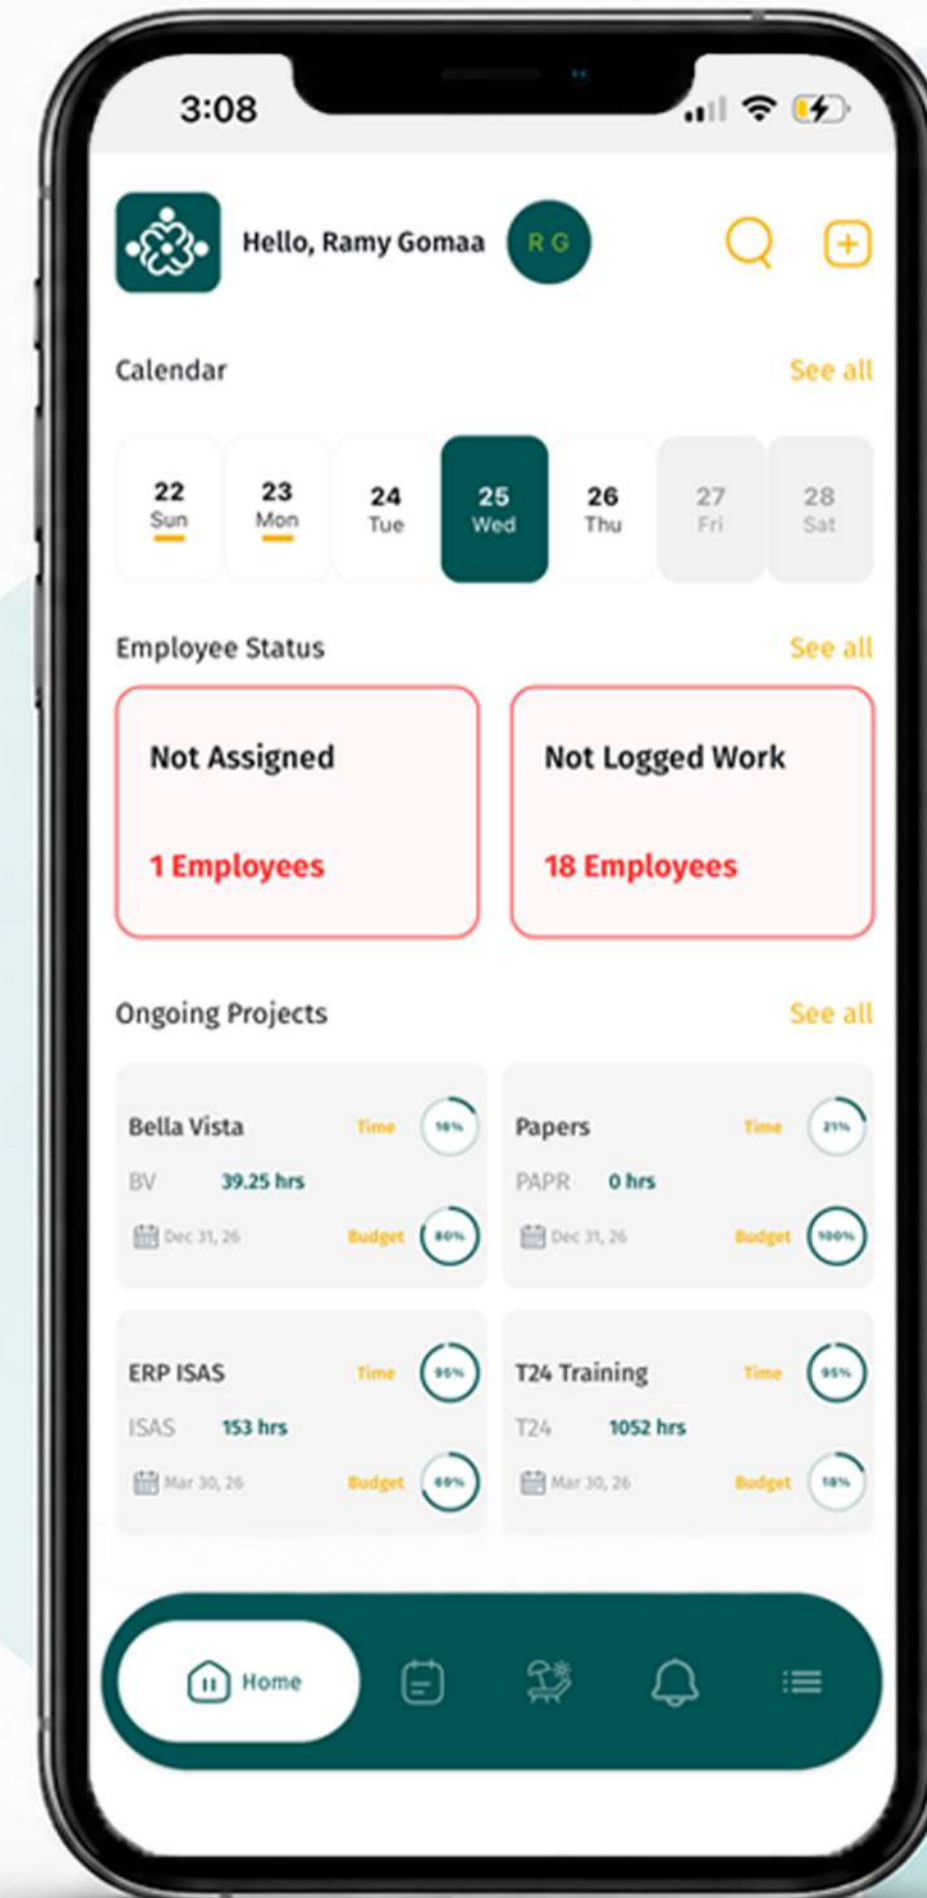 3:08
Hello, Ramy Gomaa
R G
Calendar
See all
22 23 24 25 26 27 28
Sun Mon Tue Wed Thu Fri Sat
Employee Status
See all
Not Assigned
1 Employees
Not Logged Work
18 Employees
Ongoing Projects
See all
Bella Vista
Time
16%
BV
39.25 hrs
Dec 31, 26
Budget
80%
Papers
Time
21%
PAPR
0 hrs
Dec 31, 26
Budget
100%
ERP ISAS
Time
95%
ISAS
153 hrs
Mar 30, 26
Budget
69%
T24 Training
Time
95%
T24
1052 hrs
Mar 30, 26
Budget
18%
Home